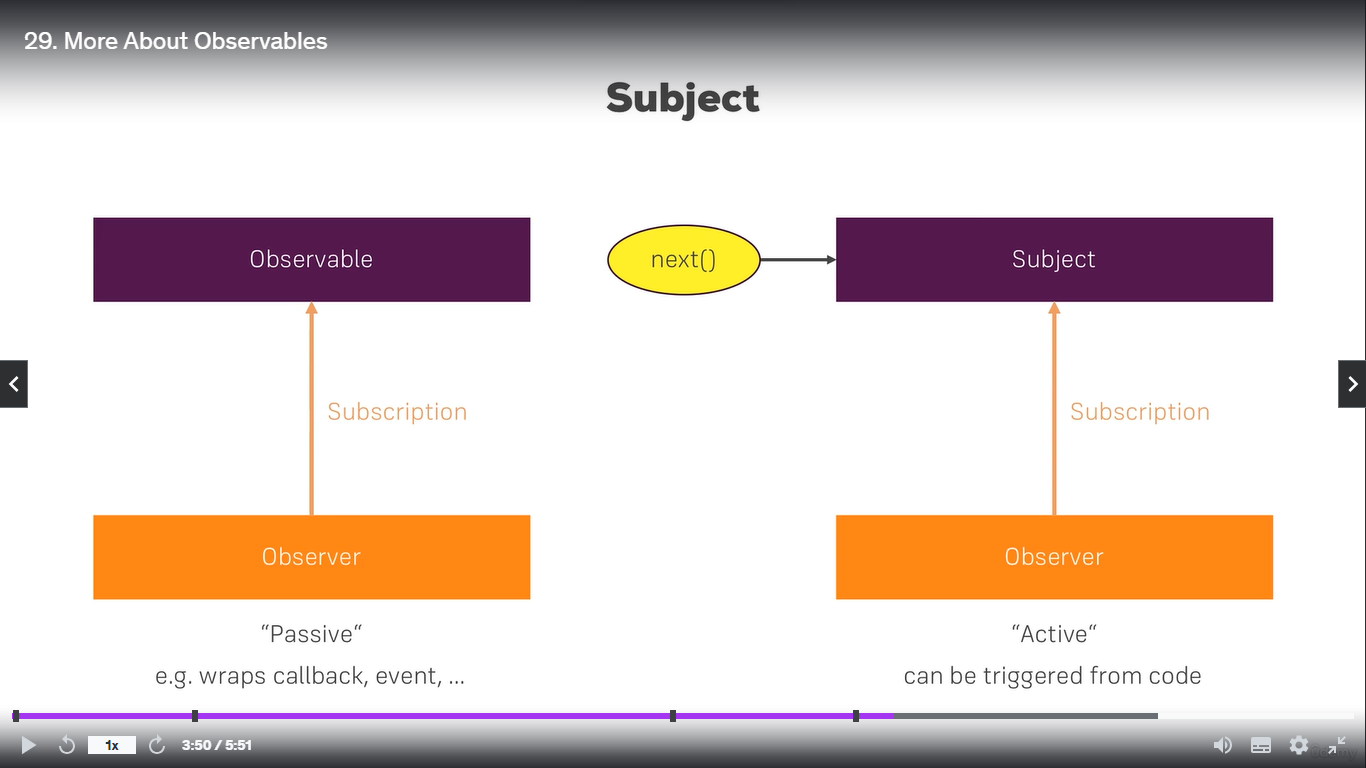 29. More About Observables
Subject
Observable
next()
Subject
Subscription
Subscription
Observer
Observer
“Passive“
“Active“
e.g. wraps callback, event, ...
can be triggered from code
1x
3:50 / 5:51